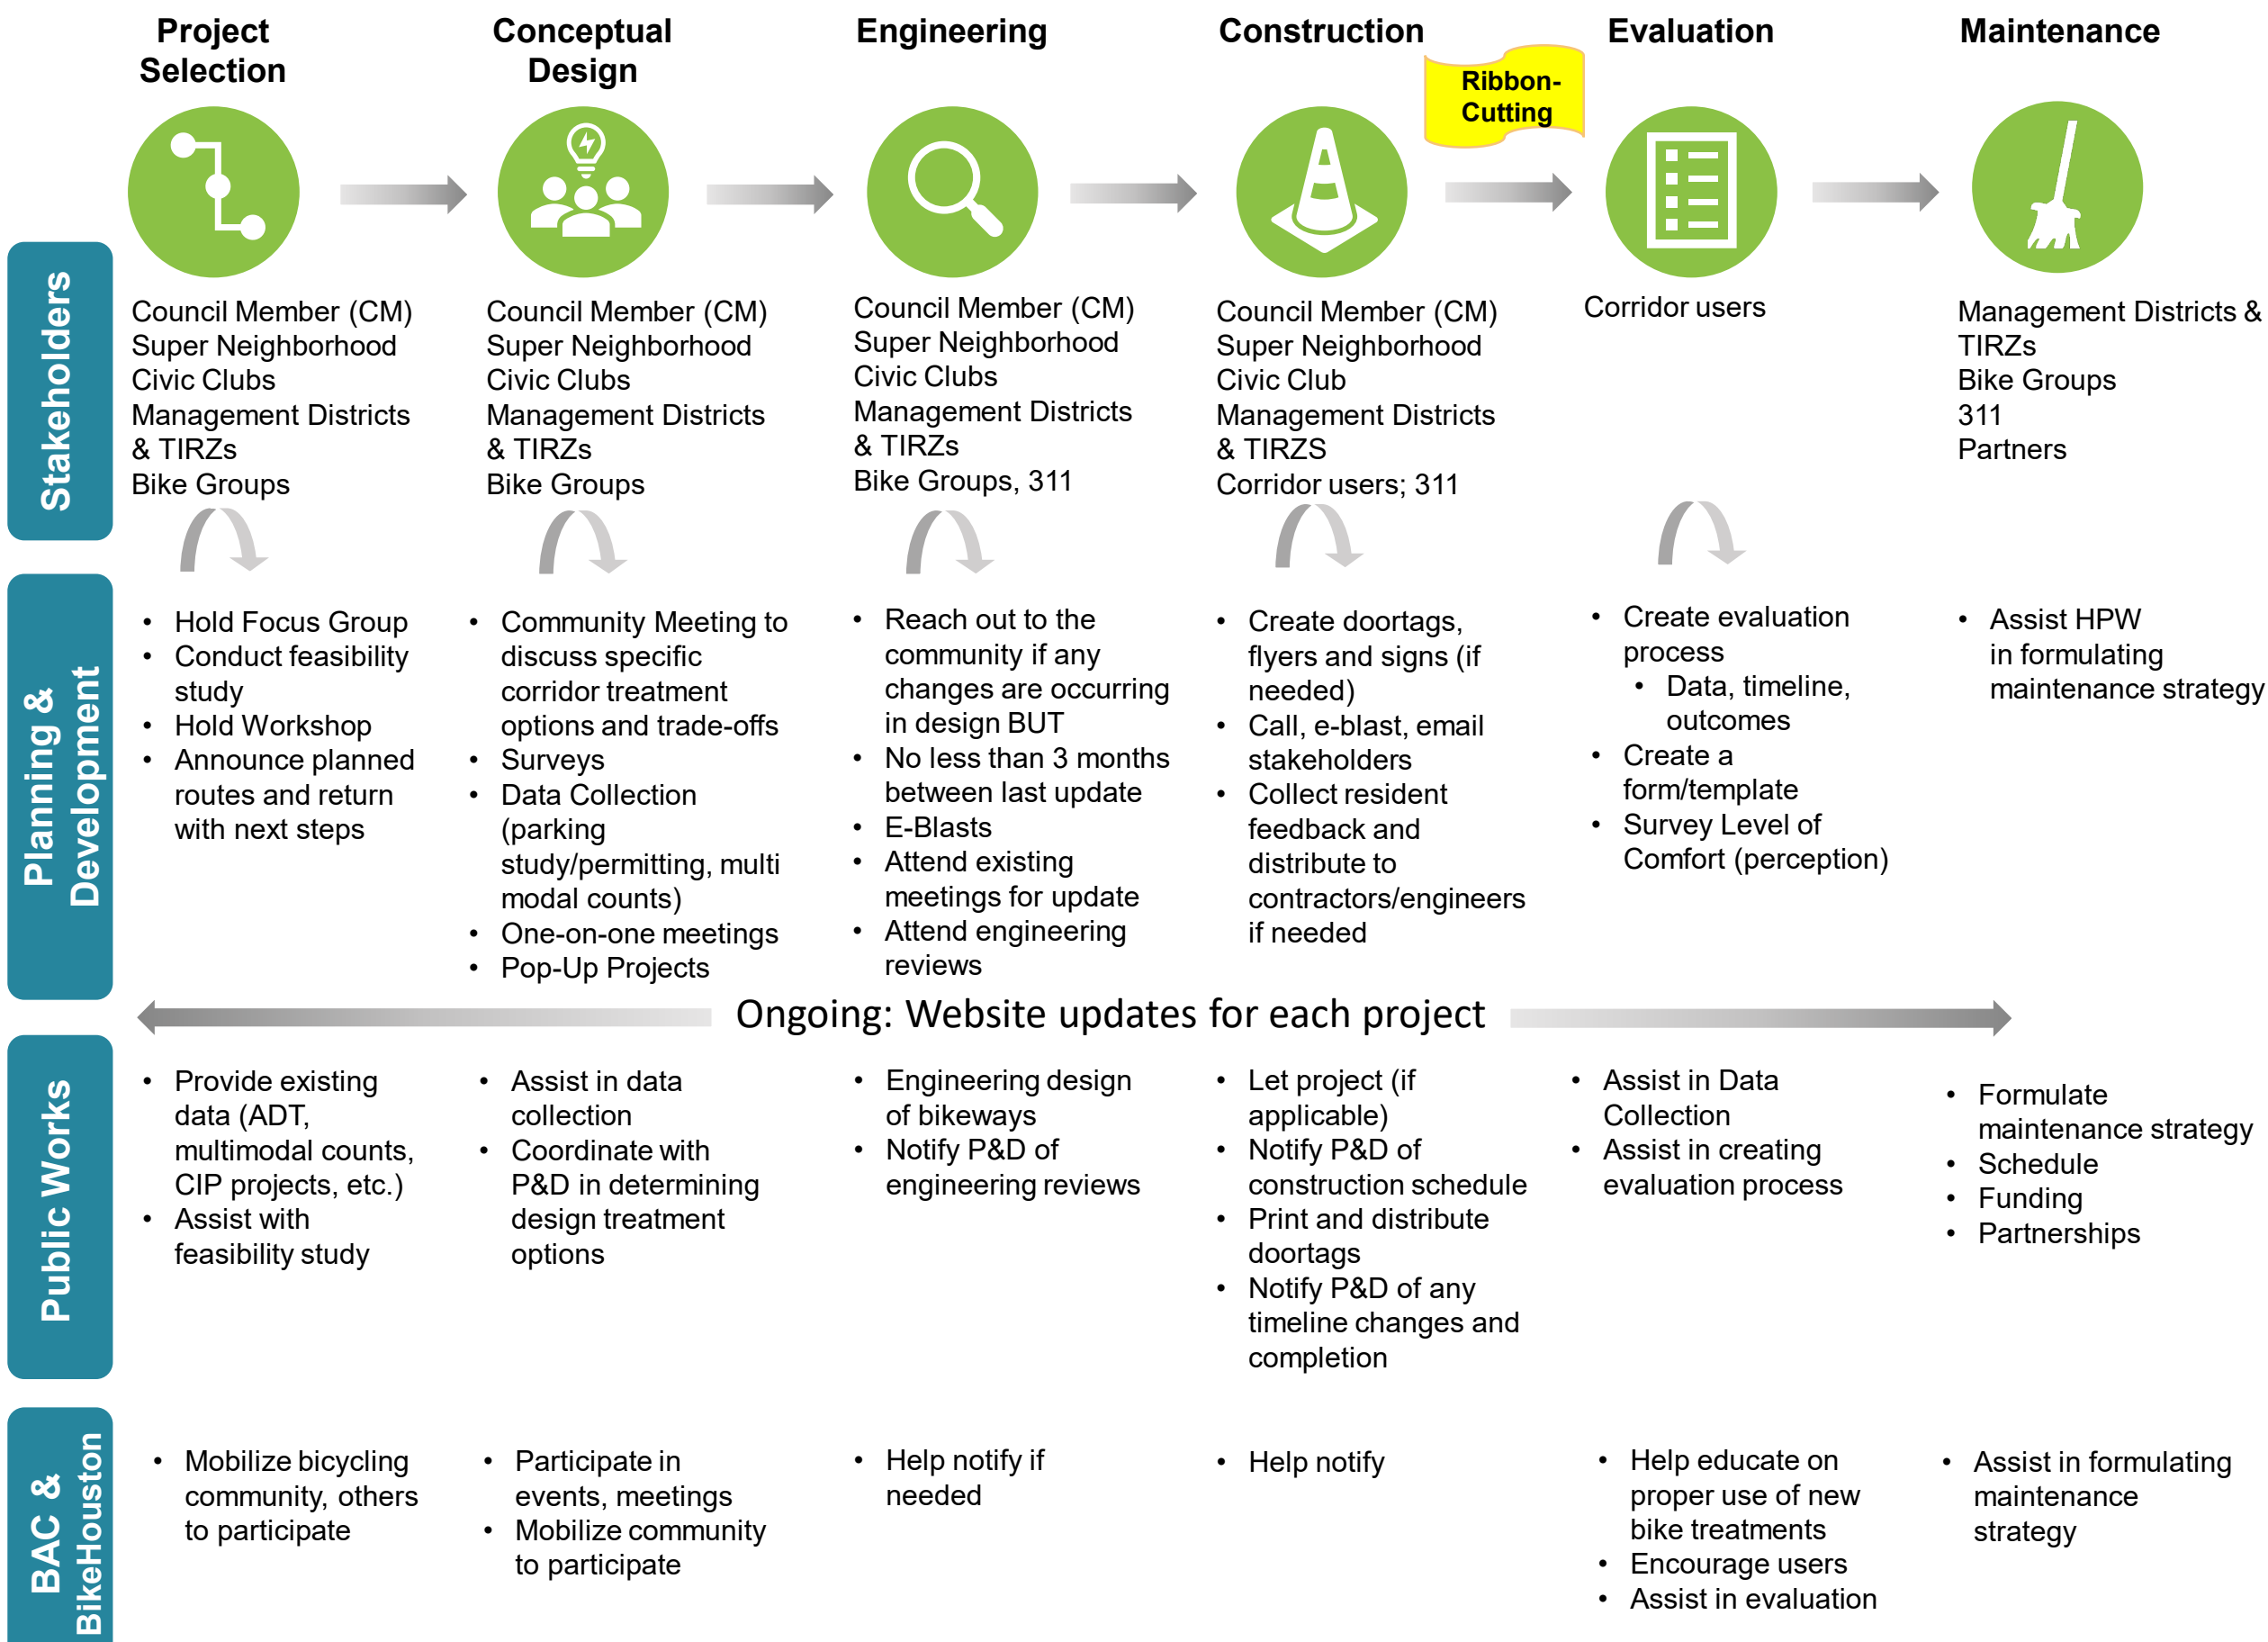 Project
Selection
Conceptual
Design
Engineering
Construction
Evaluation
Maintenance
Ribbon-
Cutting
Stakeholders
Council Member (CM)
Super Neighborhood
Civic Clubs
Management Districts
& TIRZs
Bike Groups
Council Member (CM)
Super Neighborhood
Civic Clubs
Management Districts
& TIRZs
Bike Groups
Council Member (CM)
Super Neighborhood
Civic Clubs
Management Districts
& TIRZs
Bike Groups, 311
Council Member (CM)
Super Neighborhood
Civic Club
Management Districts
& TIRZS
Corridor users; 311
Corridor users
Management Districts &
TIRZs
Bike Groups
311
Partners
Planning &
Development
• Hold Focus Group
• Conduct feasibility
study
• Hold Workshop
• Announce planned
routes and return
with next steps
• Community Meeting to
discuss specific
corridor treatment
options and trade-offs
• Surveys
• Data Collection
(parking
study/permitting, multi
modal counts)
• One-on-one meetings
• Pop-Up Projects
• Reach out to the
community if any
changes are occurring
in design BUT
• No less than 3 months
between last update
• E-Blasts
• Attend existing
meetings for update
• Attend engineering
reviews
• Create doortags,
flyers and signs (if
needed)
• Call, e-blast, email
stakeholders
• Collect resident
feedback and
distribute to
contractors/engineers
if needed
• Create evaluation
process
• Data, timeline,
outcomes
• Create a
form/template
• Survey Level of
Comfort (perception)
• Assist HPW
in formulating
maintenance strategy
Ongoing: Website updates for each project
Public Works
• Provide existing
data (ADT,
multimodal counts,
CIP projects, etc.)
• Assist with
feasibility study
• Assist in data
collection
• Coordinate with
P&D in determining
design treatment
options
• Engineering design
of bikeways
• Notify P&D of
engineering reviews
• Let project (if
applicable)
• Notify P&D of
construction schedule
• Print and distribute
doortags
• Notify P&D of any
timeline changes and
completion
• Assist in Data
Collection
• Assist in creating
evaluation process
• Formulate
maintenance strategy
• Schedule
• Funding
• Partnerships
BAC &
BikeHouston
• Mobilize bicycling
community, others
to participate
• Participate in
events, meetings
• Mobilize community
to participate
• Help notify if
needed
• Help notify
• Help educate on
proper use of new
bike treatments
• Encourage users
• Assist in evaluation
• Assist in formulating
maintenance
strategy